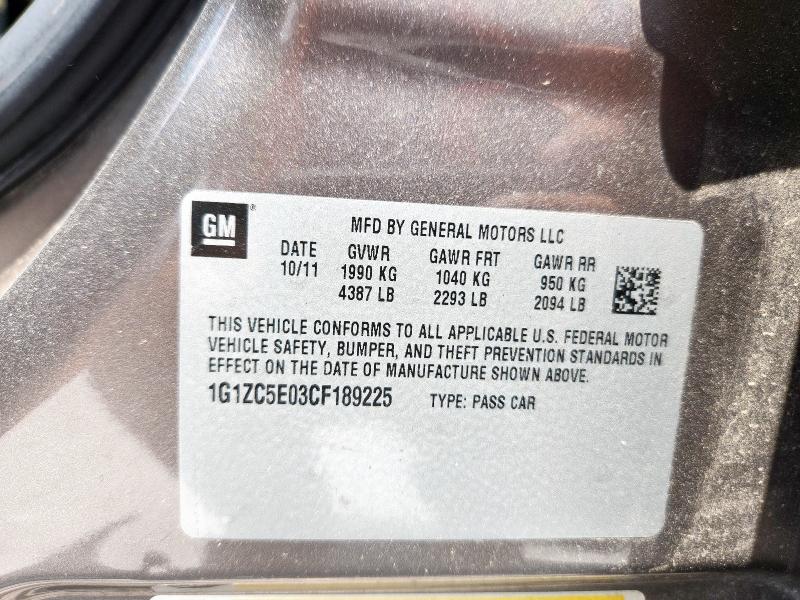 GM
MFD BY GENERAL MOTORS LLC
DATE GVWR GAWR FRT GAWR RR
10/11 1990 KG 1040 KG 950 KG
4387 LB 2293 LB 2094 LB
THIS VEHICLE CONFORMS TO ALL APPLICABLE U.S. FEDERAL MOTOR
VEHICLE SAFETY, BUMPER, AND THEFT PREVENTION STANDARDS IN
EFFECT ON THE DATE OF MANUFACTURE SHOWN ABOVE.
1G1ZC5E03CF189225 TYPE: PASS CAR